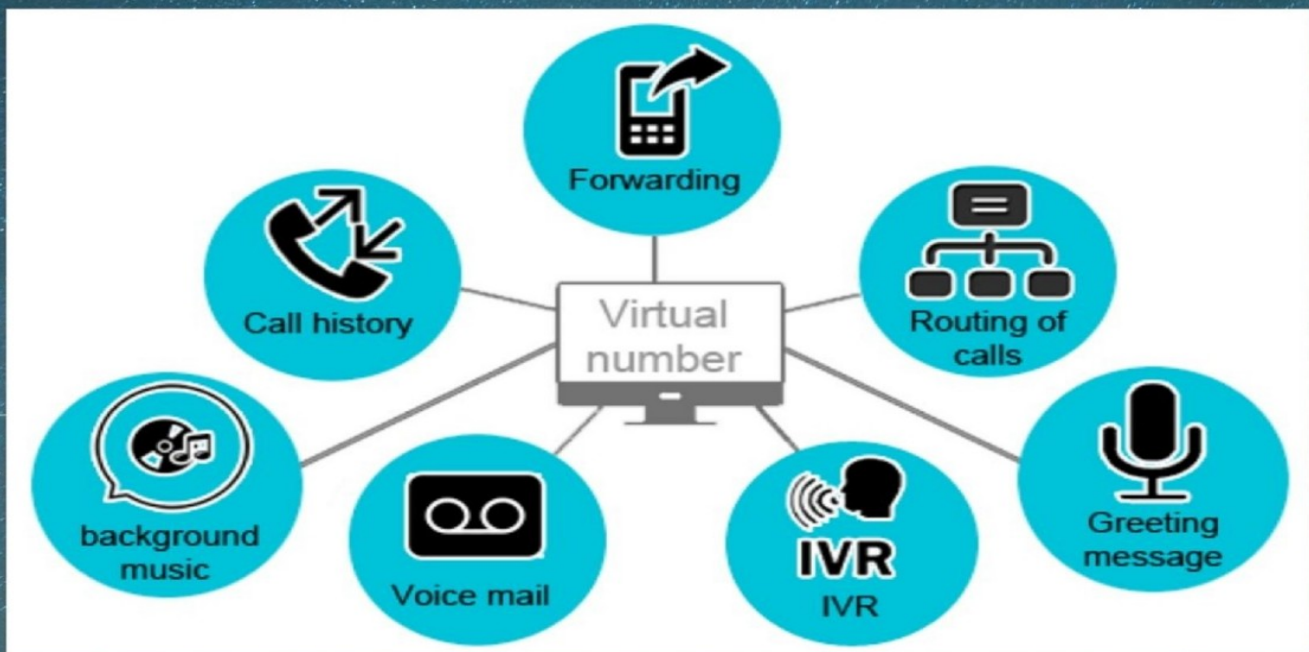 Forwarding
Call history
Virtual
number
Routing of
calls
background
music
Voice mail
IVR
IVR
Greeting
message